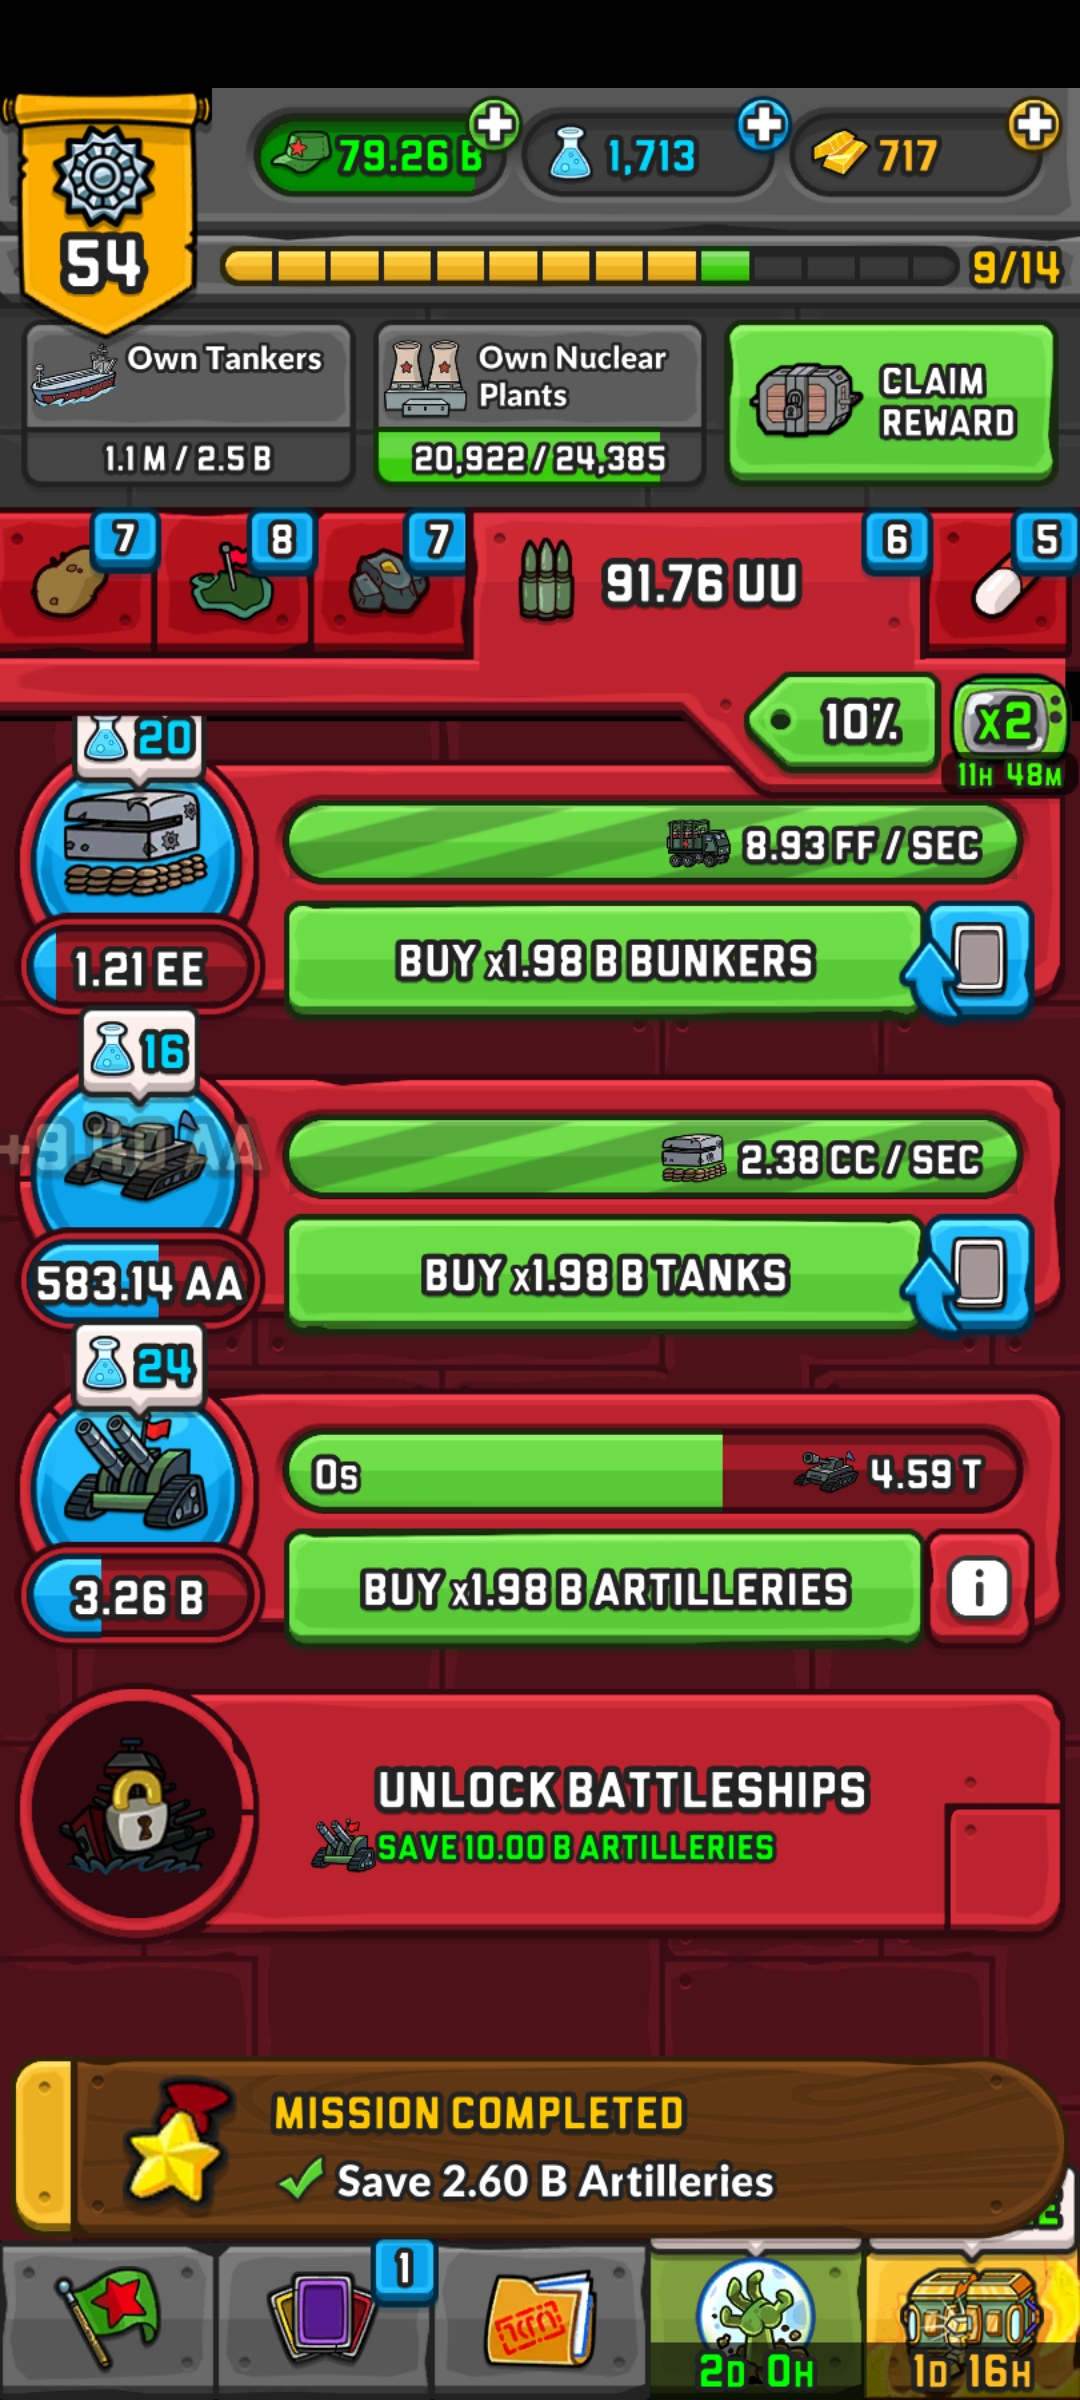 79.26 B
1,713
717
54
9/14
Own Tankers
1.1 M / 2.5 B
Own Nuclear
Plants
20,922 / 24,385
CLAIM
REWARD
7
8
7
91.76 UU
6
5
10%
x2
11H 48M
20
8.93 FF / SEC
1.21 EE
BUY x1.98 B BUNKERS
16
2.38 CC / SEC
583.14 AA
BUY x1.98 B TANKS
24
0s
4.59 T
3.26 B
BUY x1.98 B ARTILLERIES
i
UNLOCK BATTLESHIPS
SAVE 10.00 B ARTILLERIES
MISSION COMPLETED
Save 2.60 B Artilleries
1
2D 0H
1D 16H